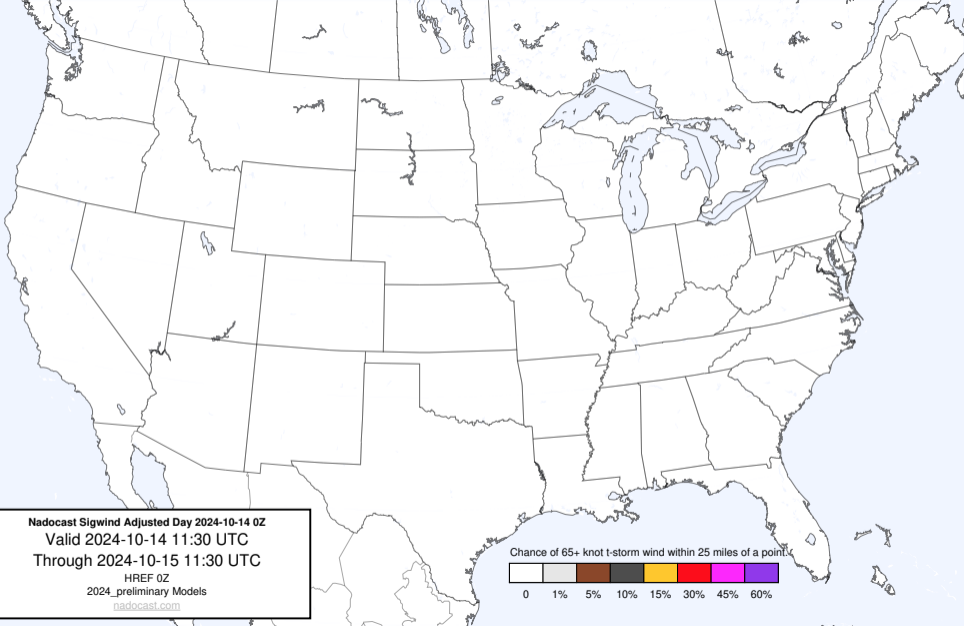 Nadocast Sigwind Adjusted Day 2024-10-14 0Z
Valid 2024-10-14 11:30 UTC
Through 2024-10-15 11:30 UTC
HREF 0Z
2024_preliminary Models
nadocast.com
Chance of 65+ knot t-storm wind within 25 miles of a point.
0 1% 5% 10% 15% 30% 45% 60%